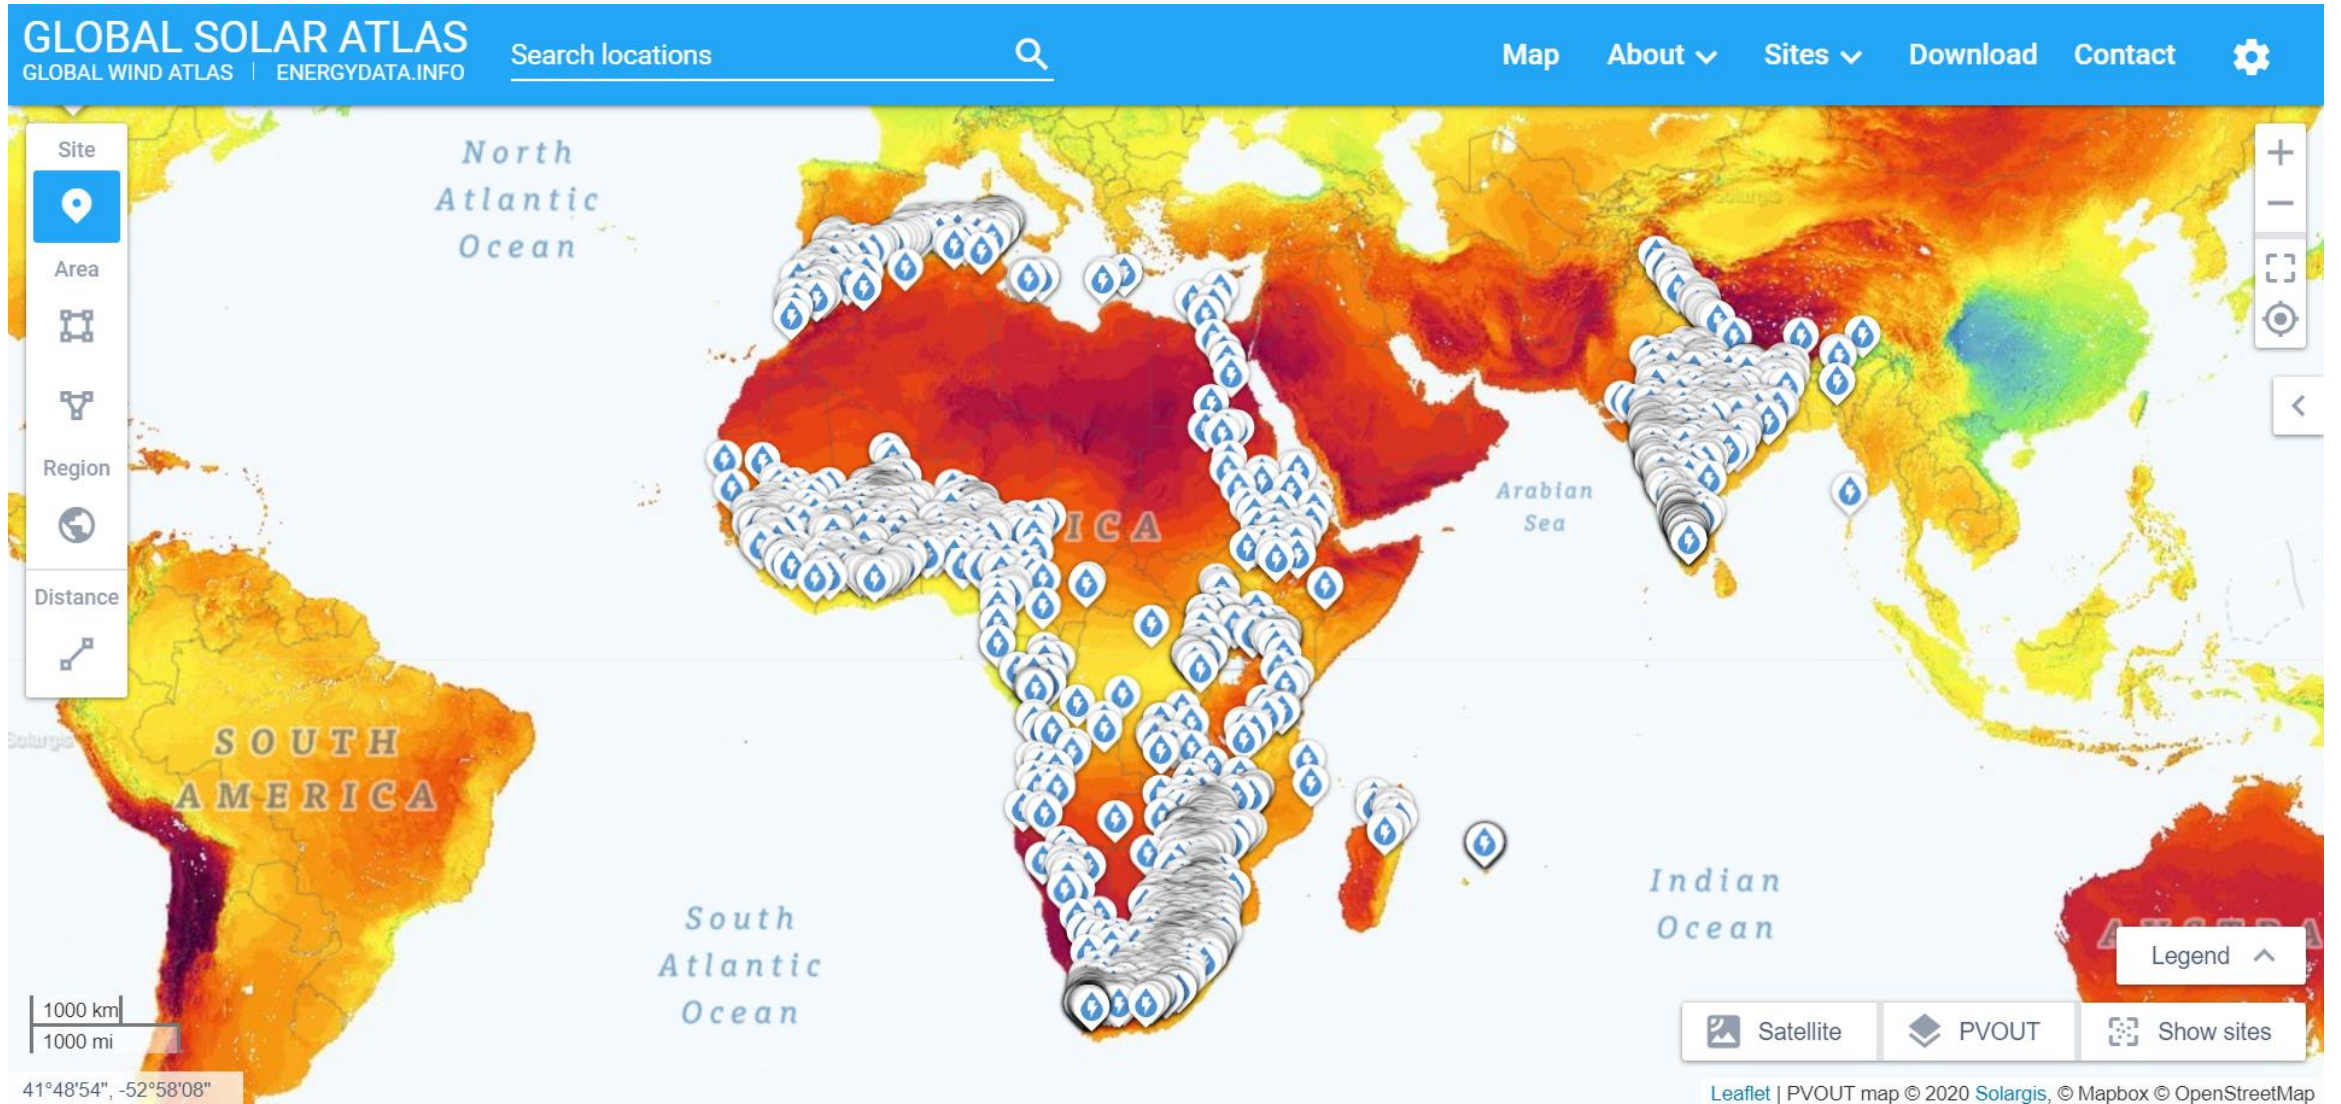 GLOBAL SOLAR ATLAS
GLOBAL WIND ATLAS | ENERGYDATA.INFO
Search locations
Map
About
Sites
Download
Contact
Site
Area
Region
Distance
North
Atlantic
Ocean
ICA
Arabian
Sea
SOUTH
AMERICA
South
Atlantic
Ocean
Indian
Ocean
Solargis
Solargis
Legend
1000 km
1000 mi
Satellite
PVOUT
Show sites
41°48'54", -52°58'08"
Leaflet | PVOUT map © 2020 Solargis, © Mapbox © OpenStreetMap